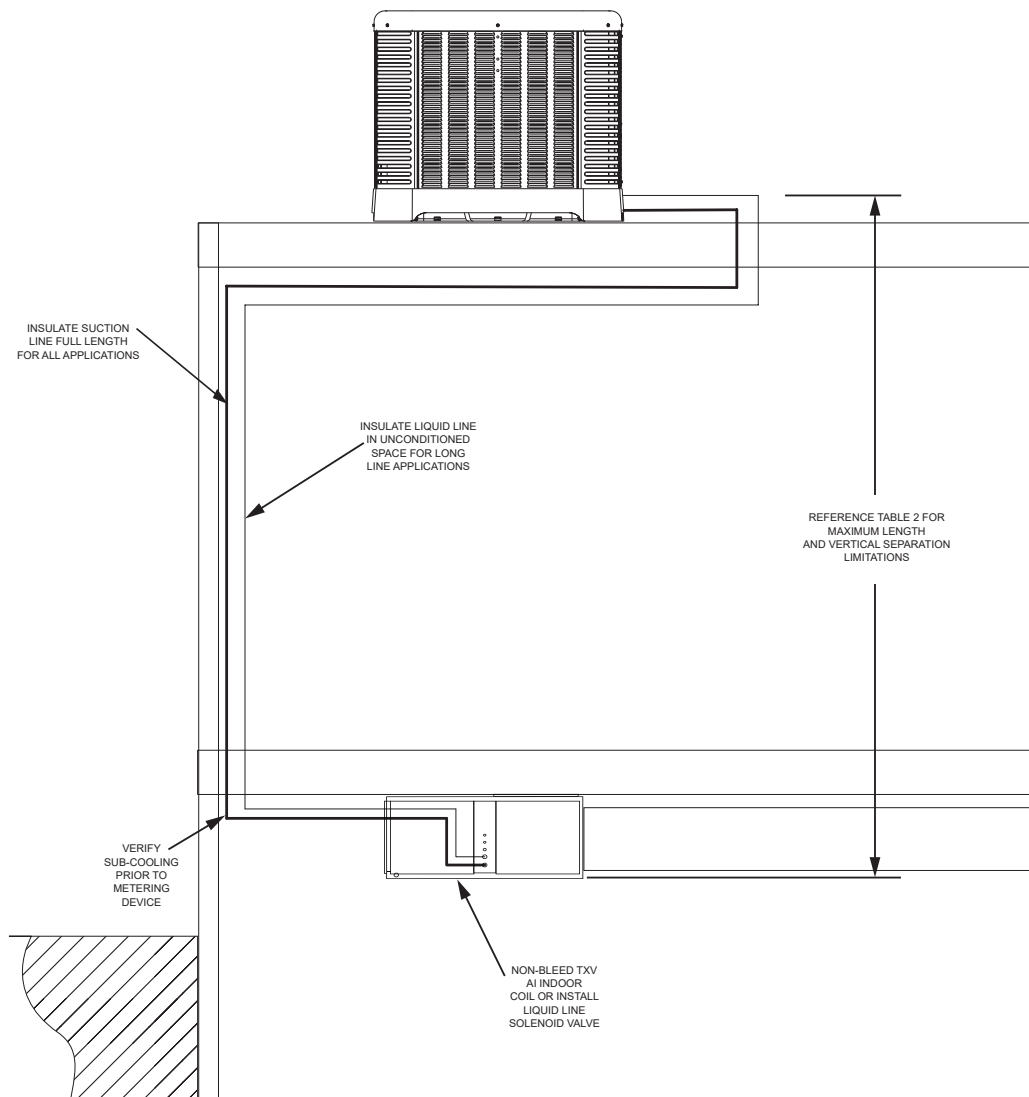 INSULATE SUCTION
LINE FULL LENGTH
FOR ALL APPLICATIONS
INSULATE LIQUID LINE
IN UNCONDITIONED
SPACE FOR LONG
LINE APPLICATIONS
REFERENCE TABLE 2 FOR
MAXIMUM LENGTH
AND VERTICAL SEPARATION
LIMITATIONS
VERIFY
SUB-COOLING
PRIOR TO
METERING
DEVICE
NON-BLEED TXV
AI INDOOR
COIL OR INSTALL
LIQUID LINE
SOLENOID VALVE